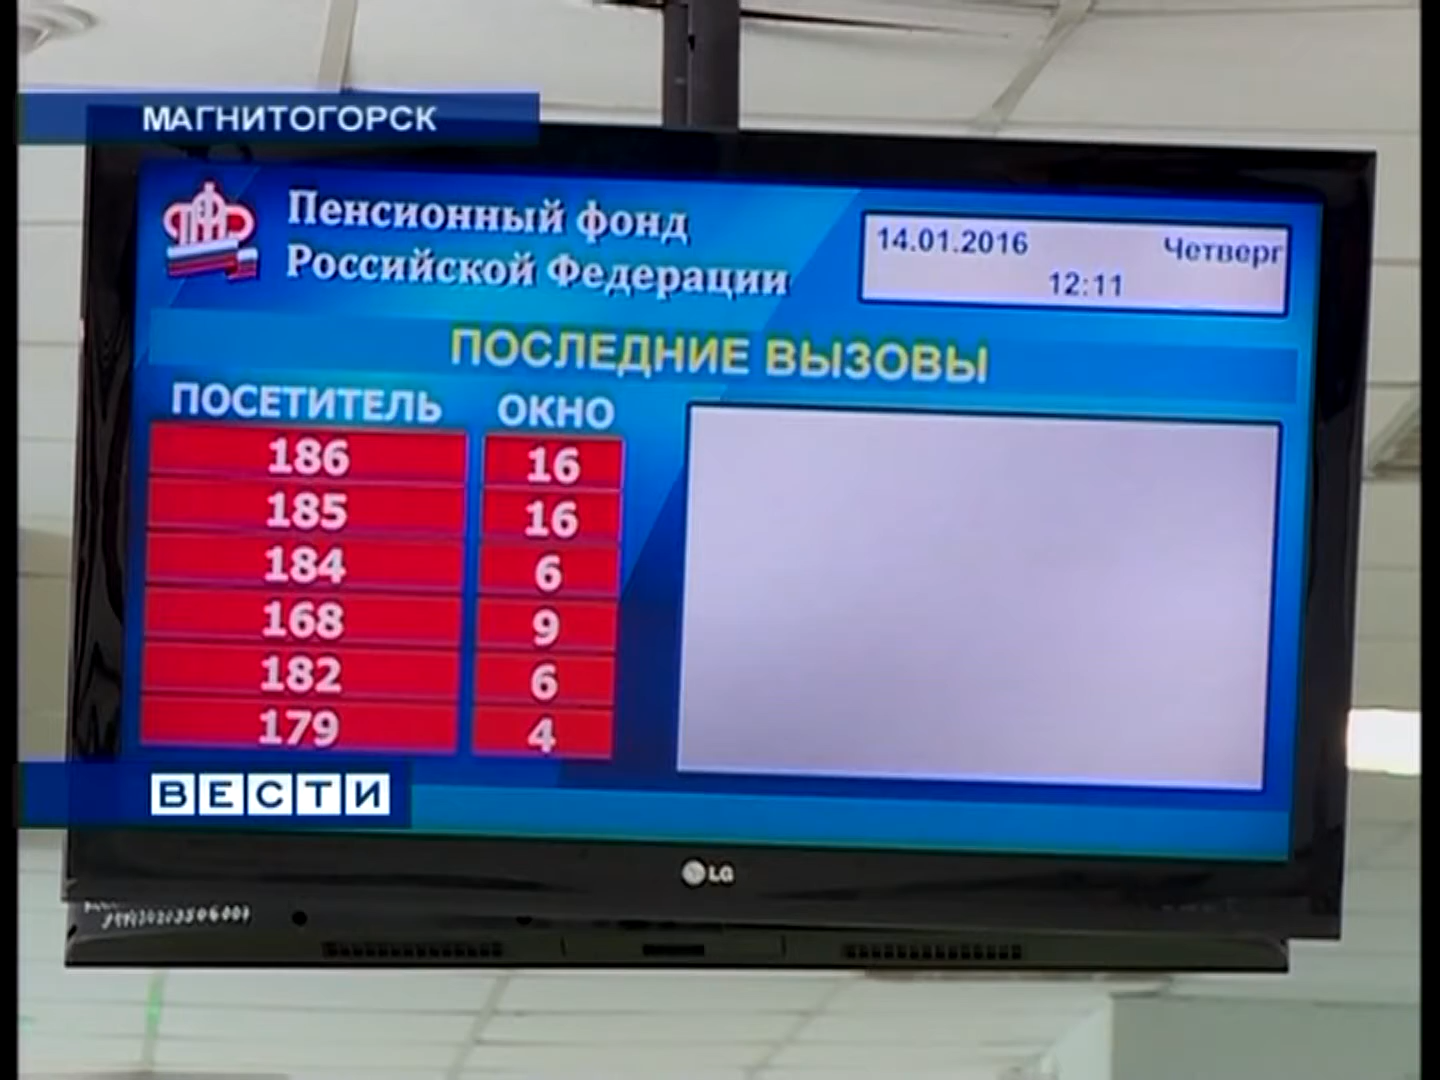 МАГНИТОГОРСК
Пенсионный фонд
Российской Федерации
14.01.2016 Четверг
12:11
ПОСЛЕДНИЕ ВЫЗОВЫ
ПОСЕТИТЕЛЬ ОКНО
186 16
185 16
184 6
168 9
182 6
179 4
ВЕСТИ
LG